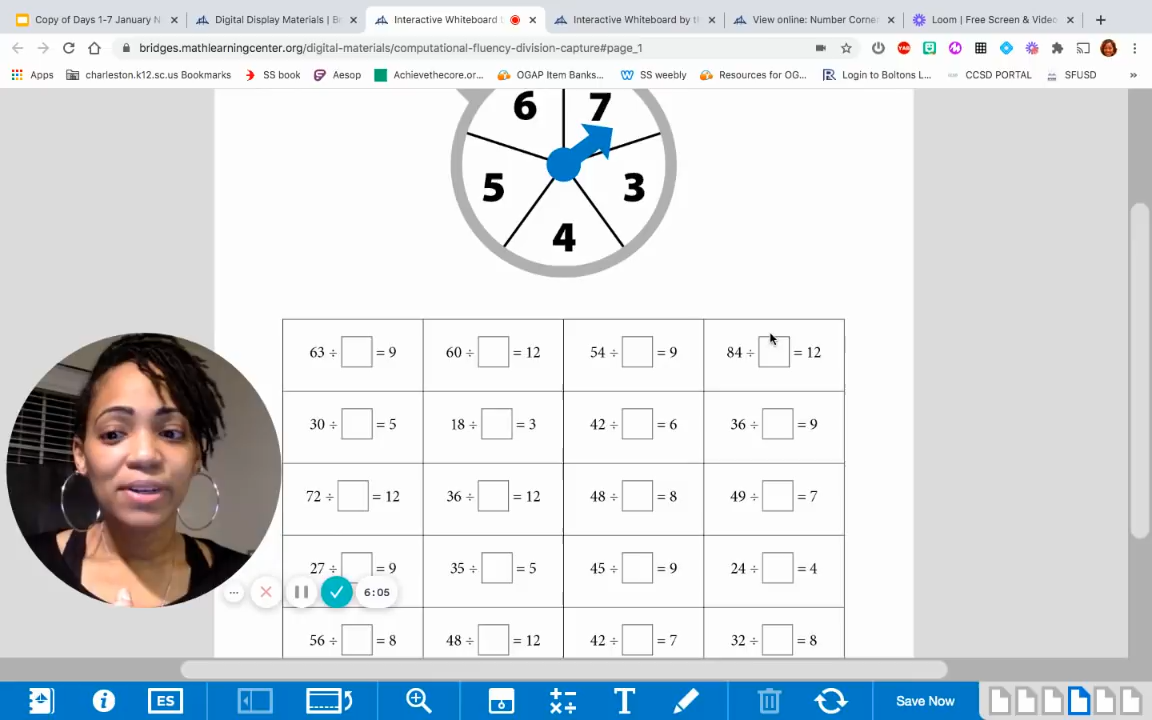 Copy of Days 1-7 January N
Digital Display Materials | B
Interactive Whiteboard
Interactive Whiteboard by t
View online: Number Corner
Loom | Free Screen & Video
bridges.mathlearningcenter.org/digital-materials/computational-fluency-division-capture#page_1
Apps
charleston.k12.sc.us Bookmarks
SS book
Aesop
Achievethecore.or...
OGAP Item Banks...
SS weekly
Resources for OG...
Login to Boltons L...
CCSD PORTAL
SFUSD
»
6 7
5 3
4
63 ÷ = 9 60 ÷ = 12 54 ÷ = 9 84 ÷ = 12
30 ÷ = 5 18 ÷ = 3 42 ÷ = 6 36 ÷ = 9
72 ÷ = 12 36 ÷ = 12 48 ÷ = 8 49 ÷ = 7
27 ÷ = 9 35 ÷ = 5 45 ÷ = 9 24 ÷ = 4
6:05
56 ÷ = 8 48 ÷ = 12 42 ÷ = 7 32 ÷ = 8
ES
Save Now